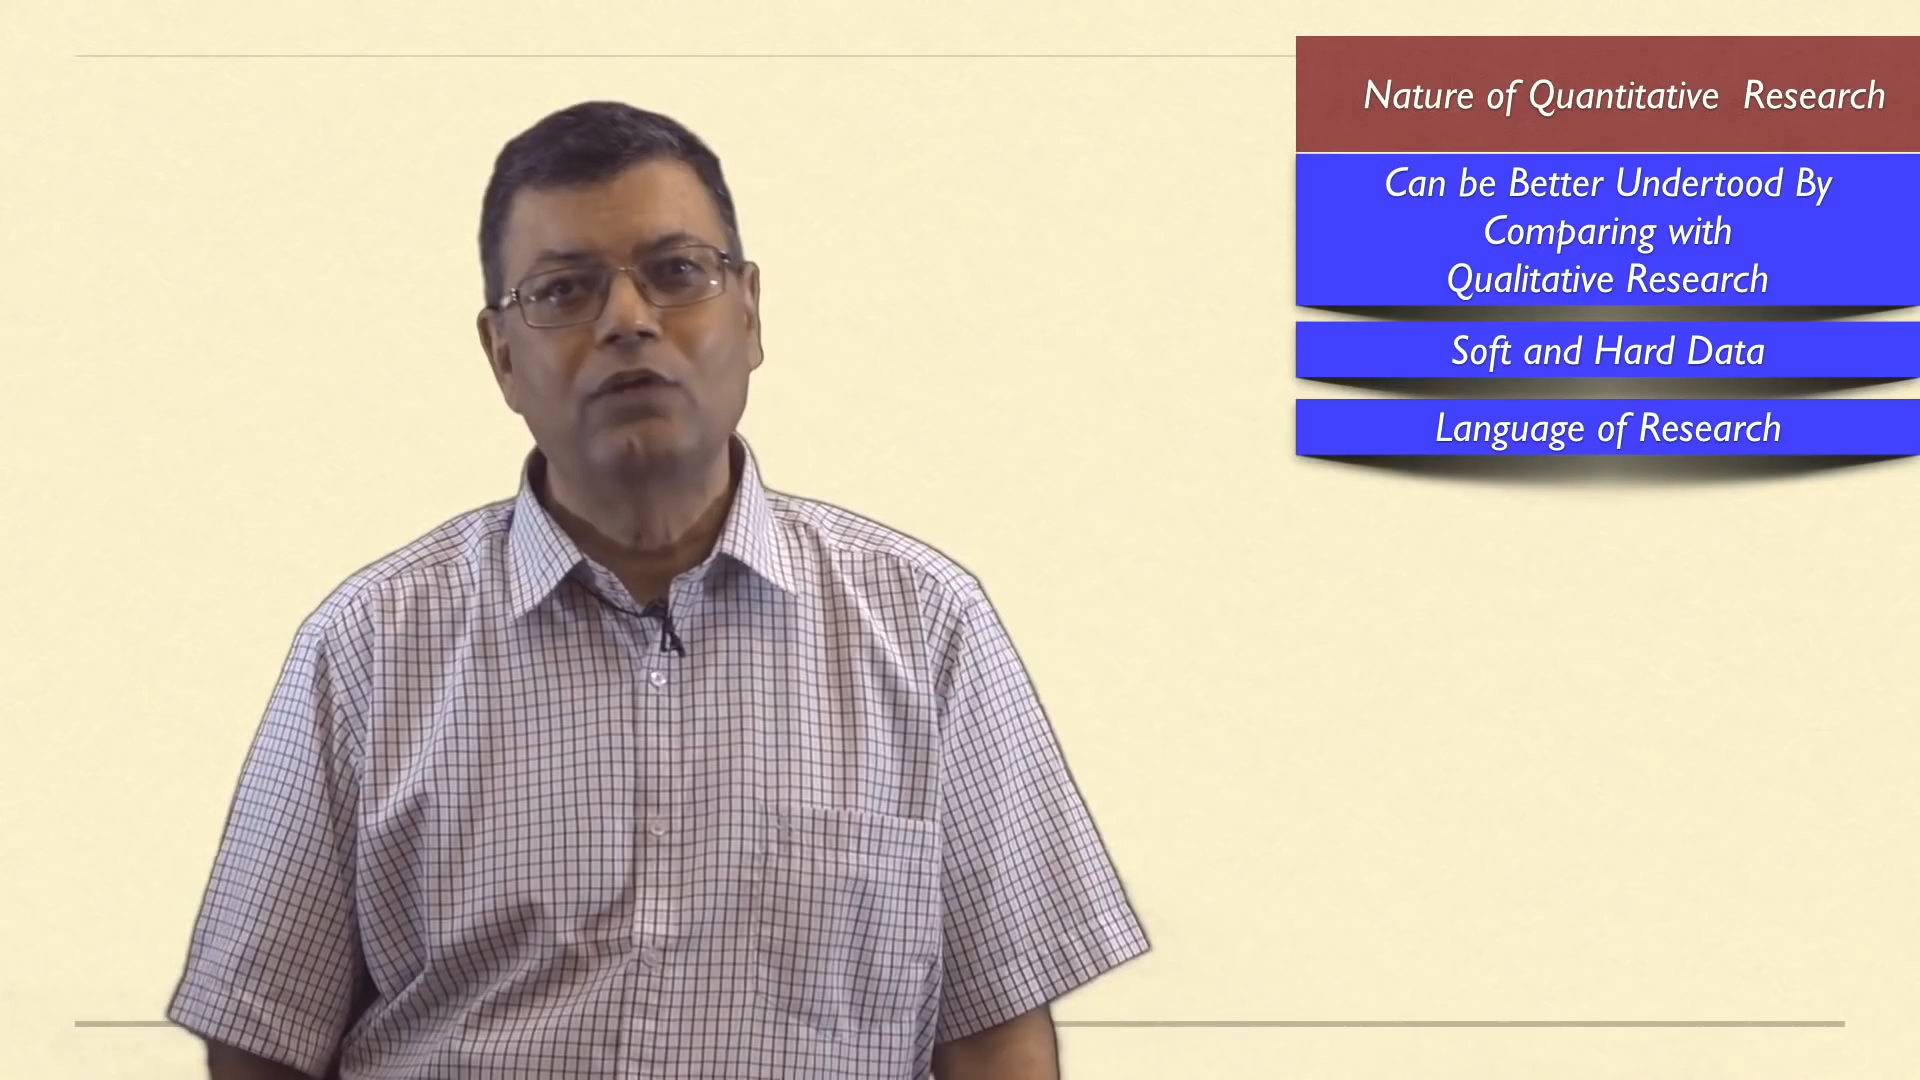 Nature of Quantitative Research
Can be Better Undertood By
Comparing with
Qualitative Research
Soft and Hard Data
Language of Research